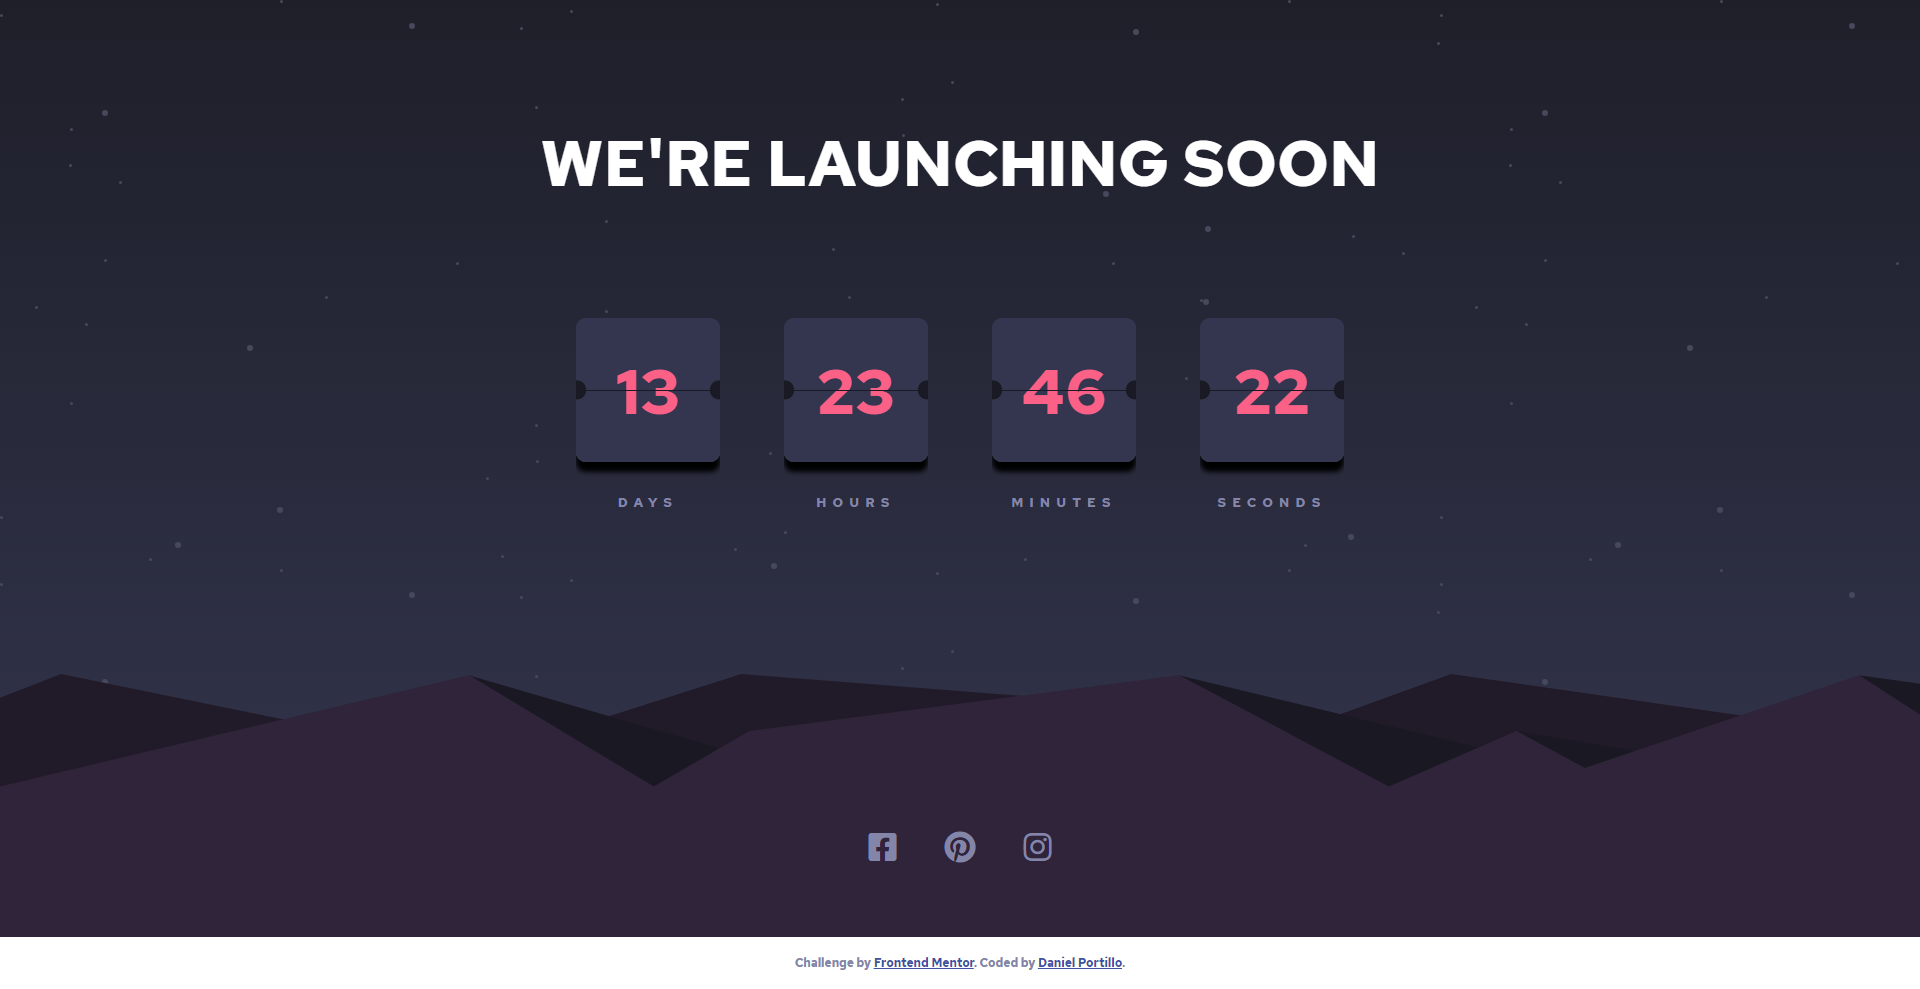 WE'RE LAUNCHING SOON
13 23 46 22
DAYS HOURS MINUTES SECONDS
Challenge by Frontend Mentor. Coded by Daniel Portillo.